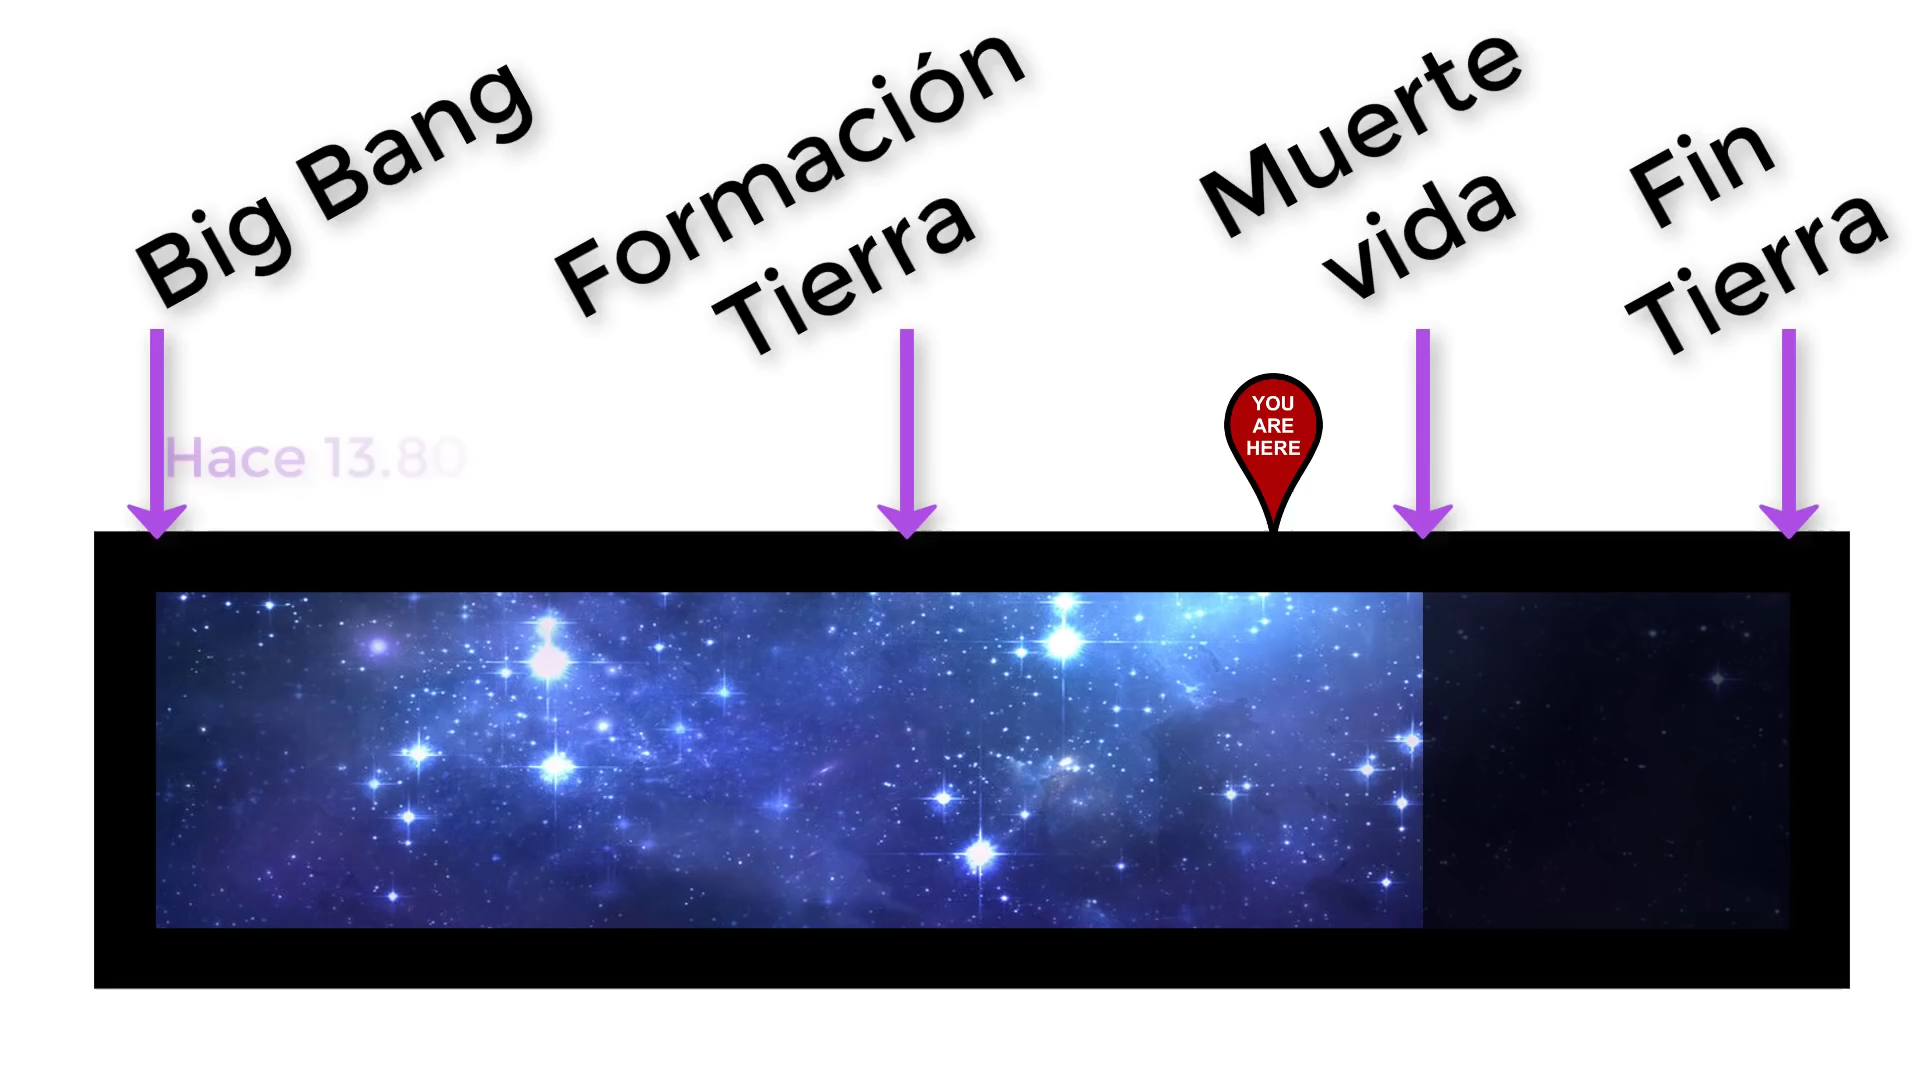 Big Bang
Formación
Tierra
Muerte
vida
Fin
Tierra
Hace 13.80
YOU
ARE
HERE